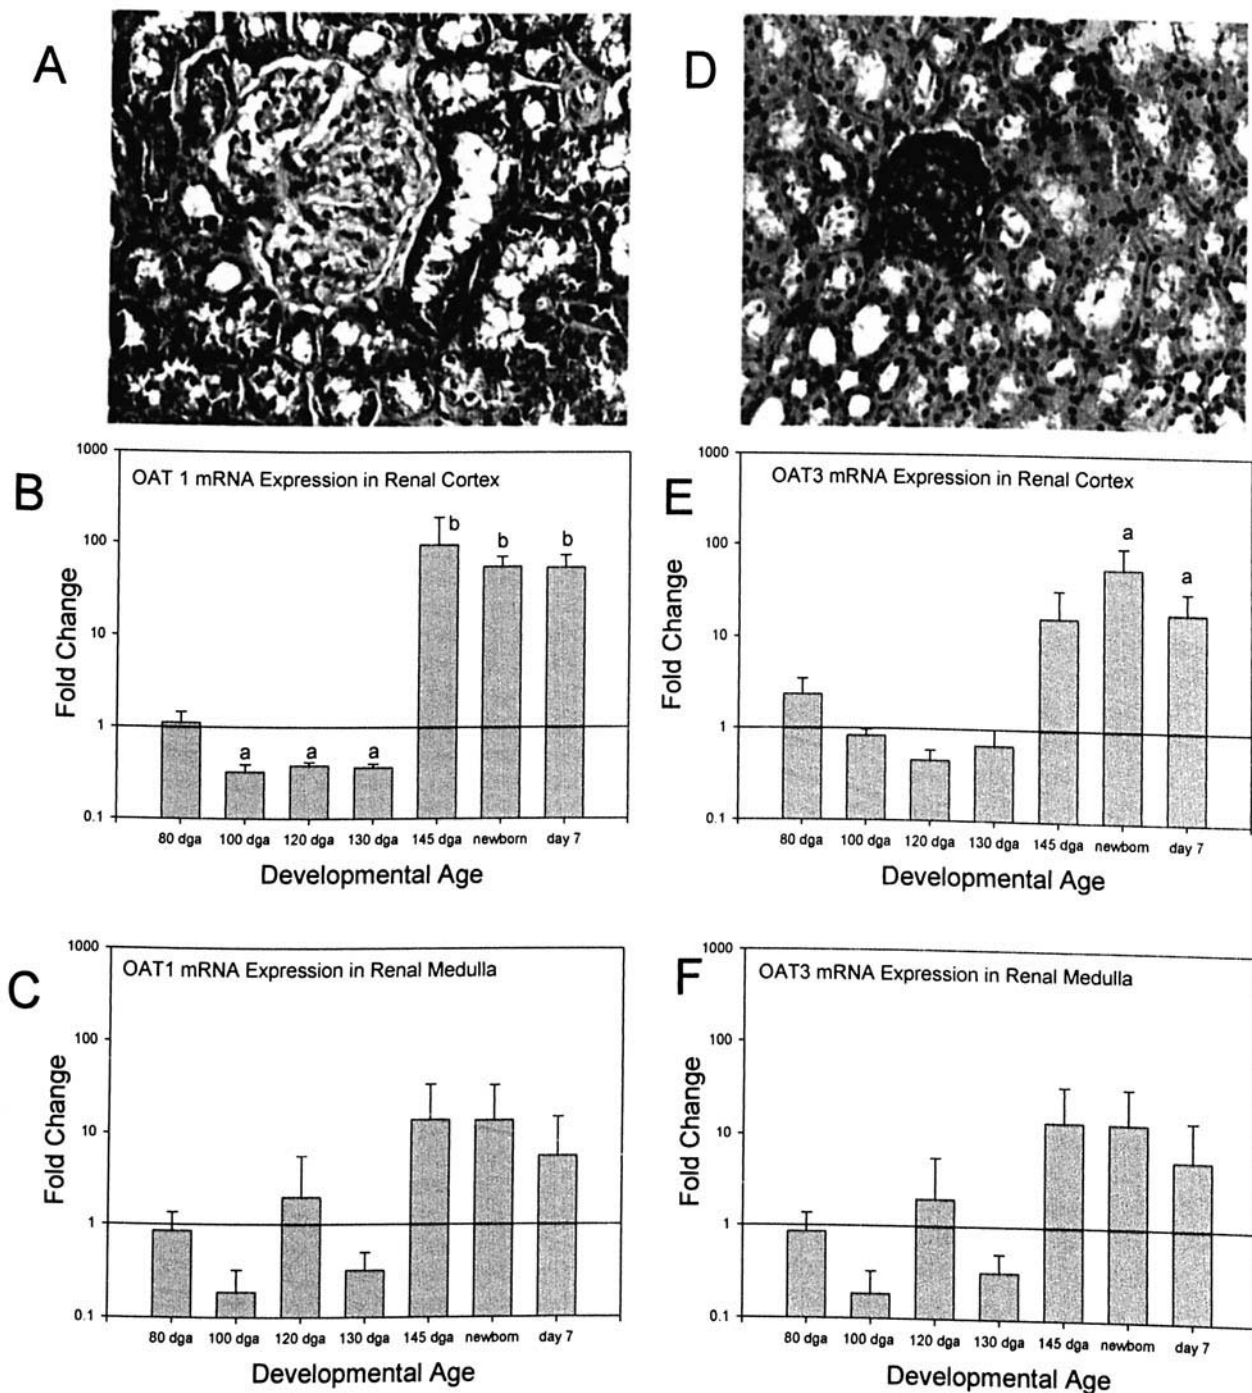 A
D
B
1000
100
10
1
0.1
Fold Change
OAT 1 mRNA Expression in Renal Cortex
a
a
a
b
b
b
80 dga
100 dga
120 dga
130 dga
145 dga
newborn
day 7
Developmental Age
E
1000
100
10
1
0.1
Fold Change
OAT3 mRNA Expression in Renal Cortex
a
a
80 dga
100 dga
120 dga
130 dga
145 dga
newborn
day 7
Developmental Age
C
1000
100
10
1
0.1
Fold Change
OAT1 mRNA Expression in Renal Medulla
80 dga
100 dga
120 dga
130 dga
145 dga
newborn
day 7
Developmental Age
F
1000
100
10
1
0.1
Fold Change
OAT3 mRNA Expression in Renal Medulla
80 dga
100 dga
120 dga
130 dga
145 dga
newborn
day 7
Developmental Age